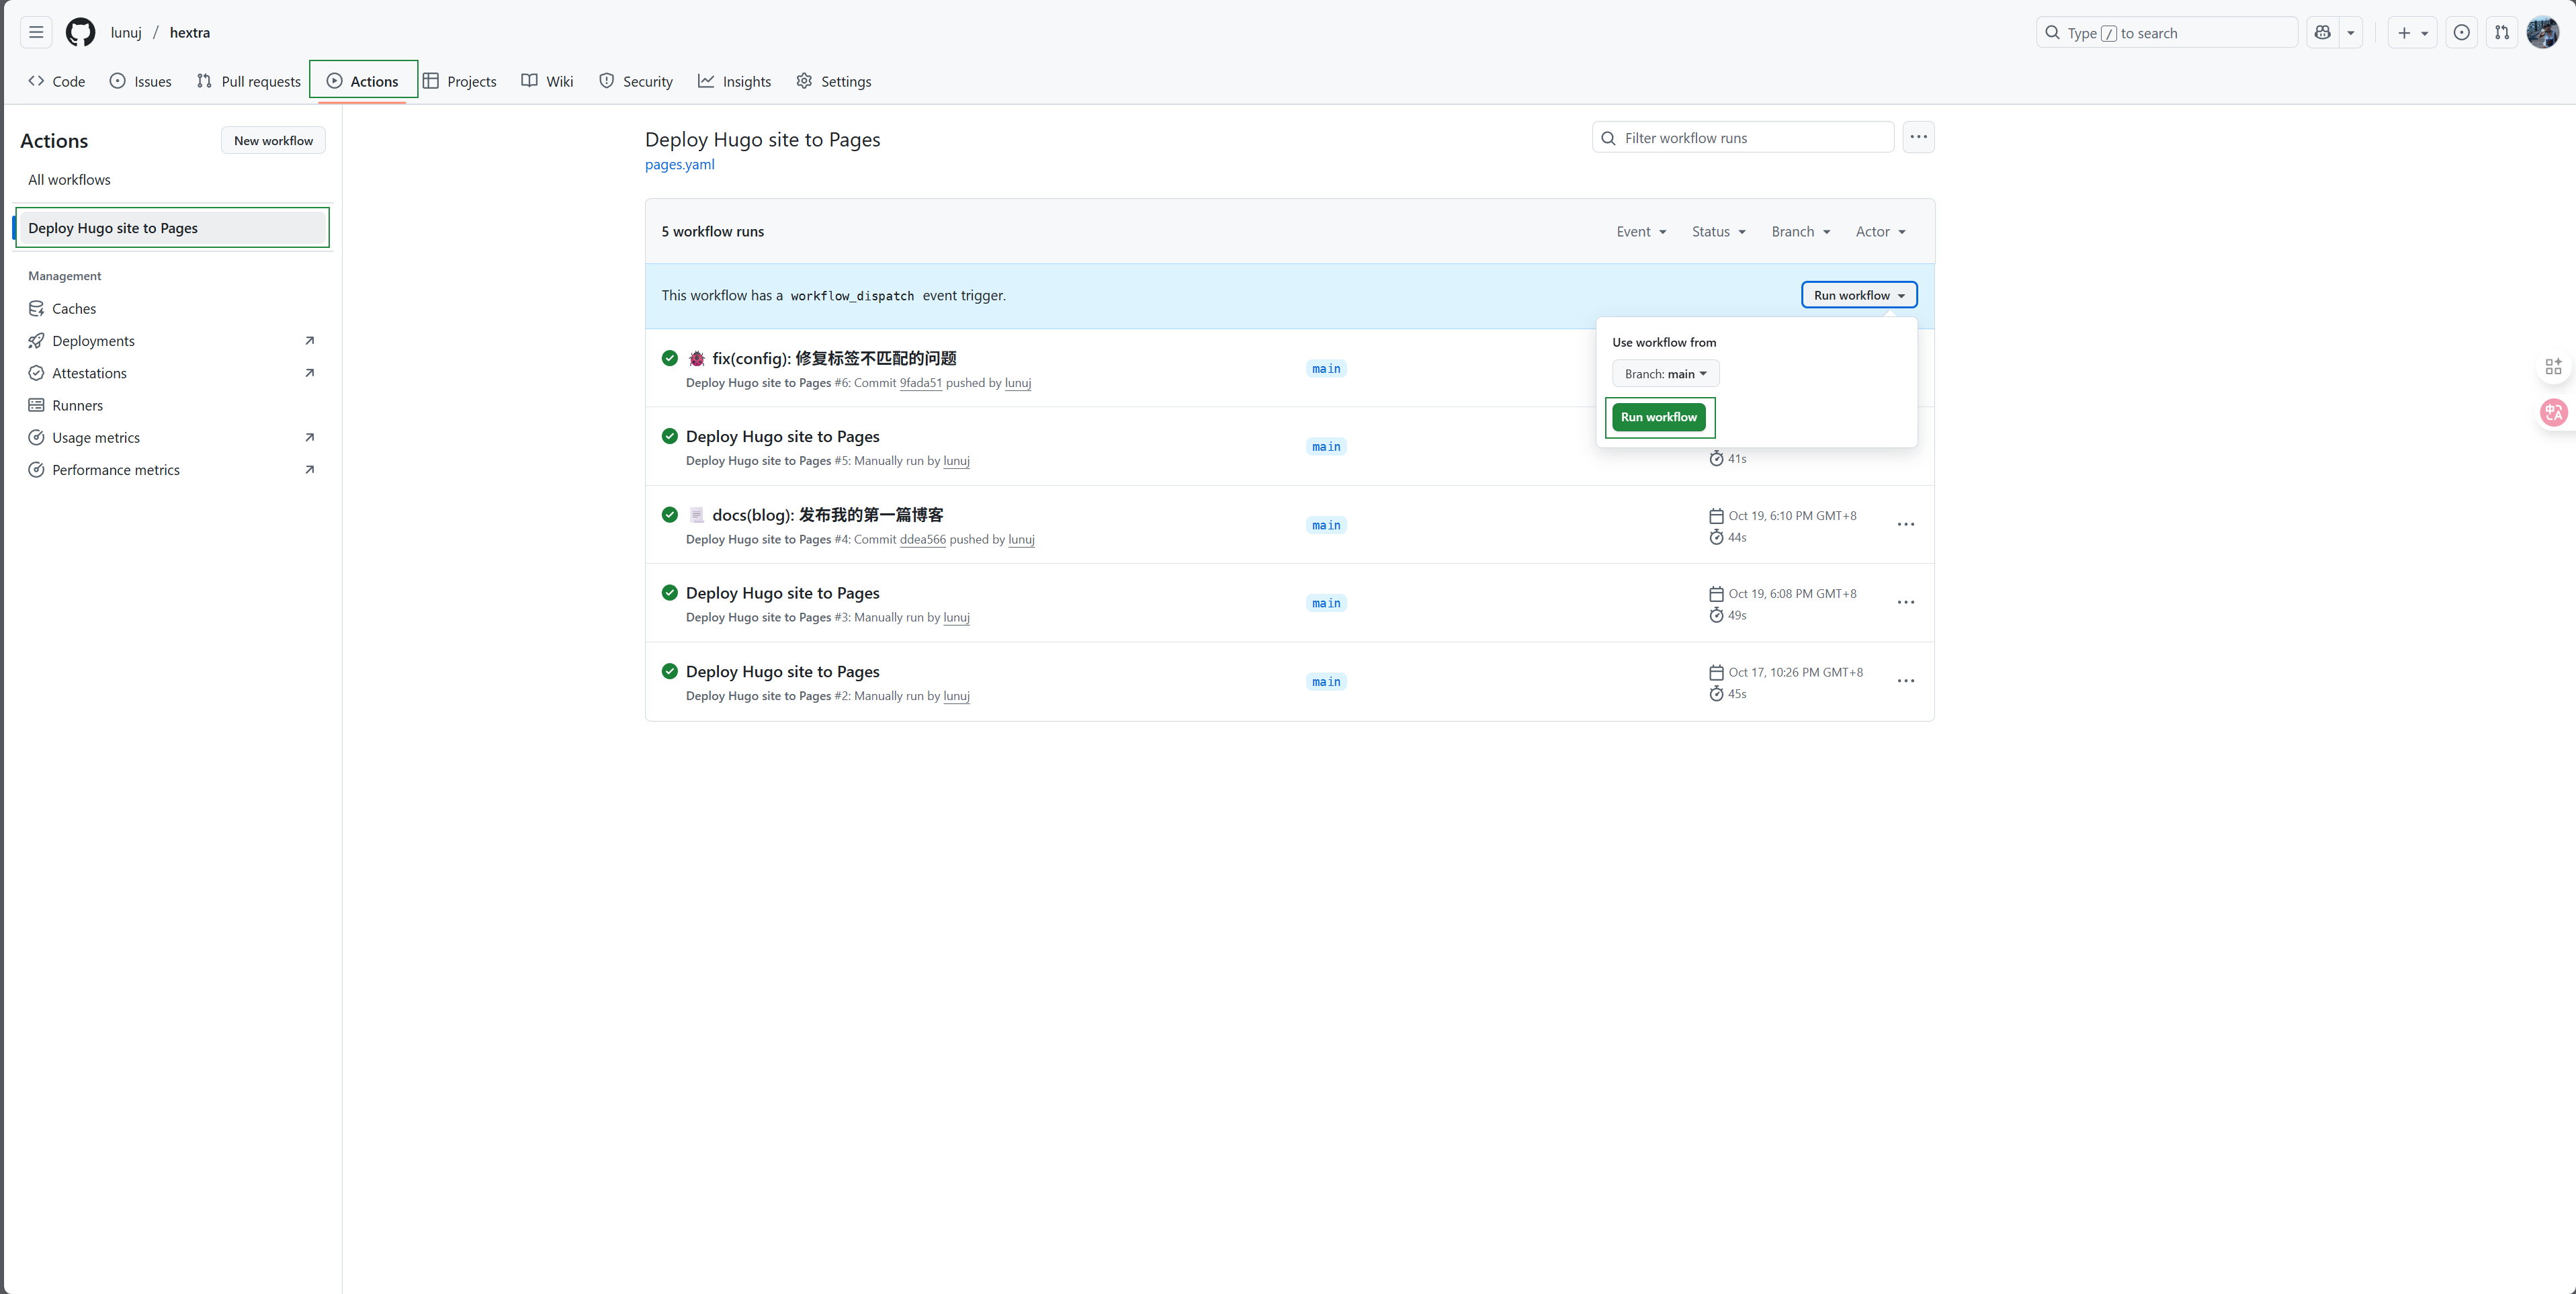 lunuj / hextra
Type / to search
Code
Issues
Pull requests
Actions
Projects
Wiki
Security
Insights
Settings
Actions
New workflow
All workflows
Deploy Hugo site to Pages
Management
Caches
Deployments
Attestations
Runners
Usage metrics
Performance metrics
Deploy Hugo site to Pages
pages.yaml
Filter workflow runs
5 workflow runs
Event
Status
Branch
Actor
This workflow has a workflow_dispatch event trigger.
Run workflow
Use workflow from
Branch: main
Run workflow
fix(config): 修复标签不匹配的问题
Deploy Hugo site to Pages #6: Commit 9fada51 pushed by lunuj
main
Deploy Hugo site to Pages
Deploy Hugo site to Pages #5: Manually run by lunuj
main
41s
docs(blog): 发布我的第一篇博客
Deploy Hugo site to Pages #4: Commit ddea566 pushed by lunuj
main
Oct 19, 6:10 PM GMT+8
44s
Deploy Hugo site to Pages
Deploy Hugo site to Pages #3: Manually run by lunuj
main
Oct 19, 6:08 PM GMT+8
49s
Deploy Hugo site to Pages
Deploy Hugo site to Pages #2: Manually run by lunuj
main
Oct 17, 10:26 PM GMT+8
45s